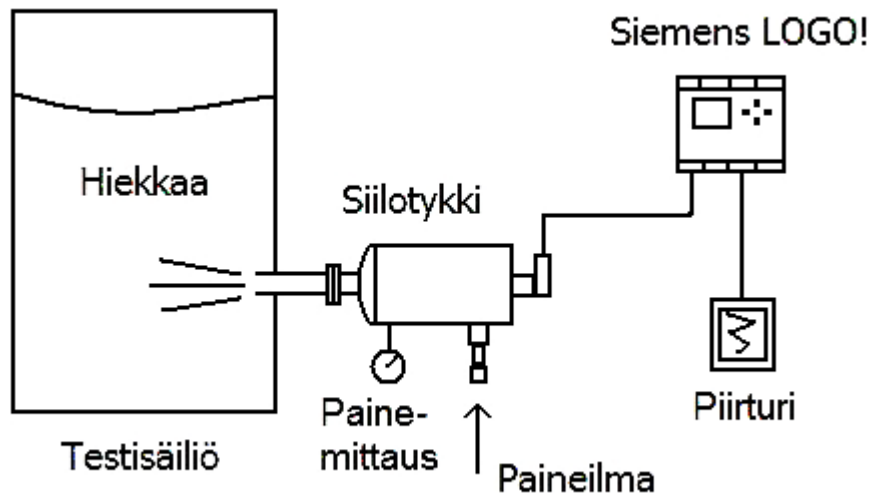 Siemens LOGO!
Hiekkaa
Siilotykki
Testisäiliö
Paine-
mittaus
Paineilma
Piirturi